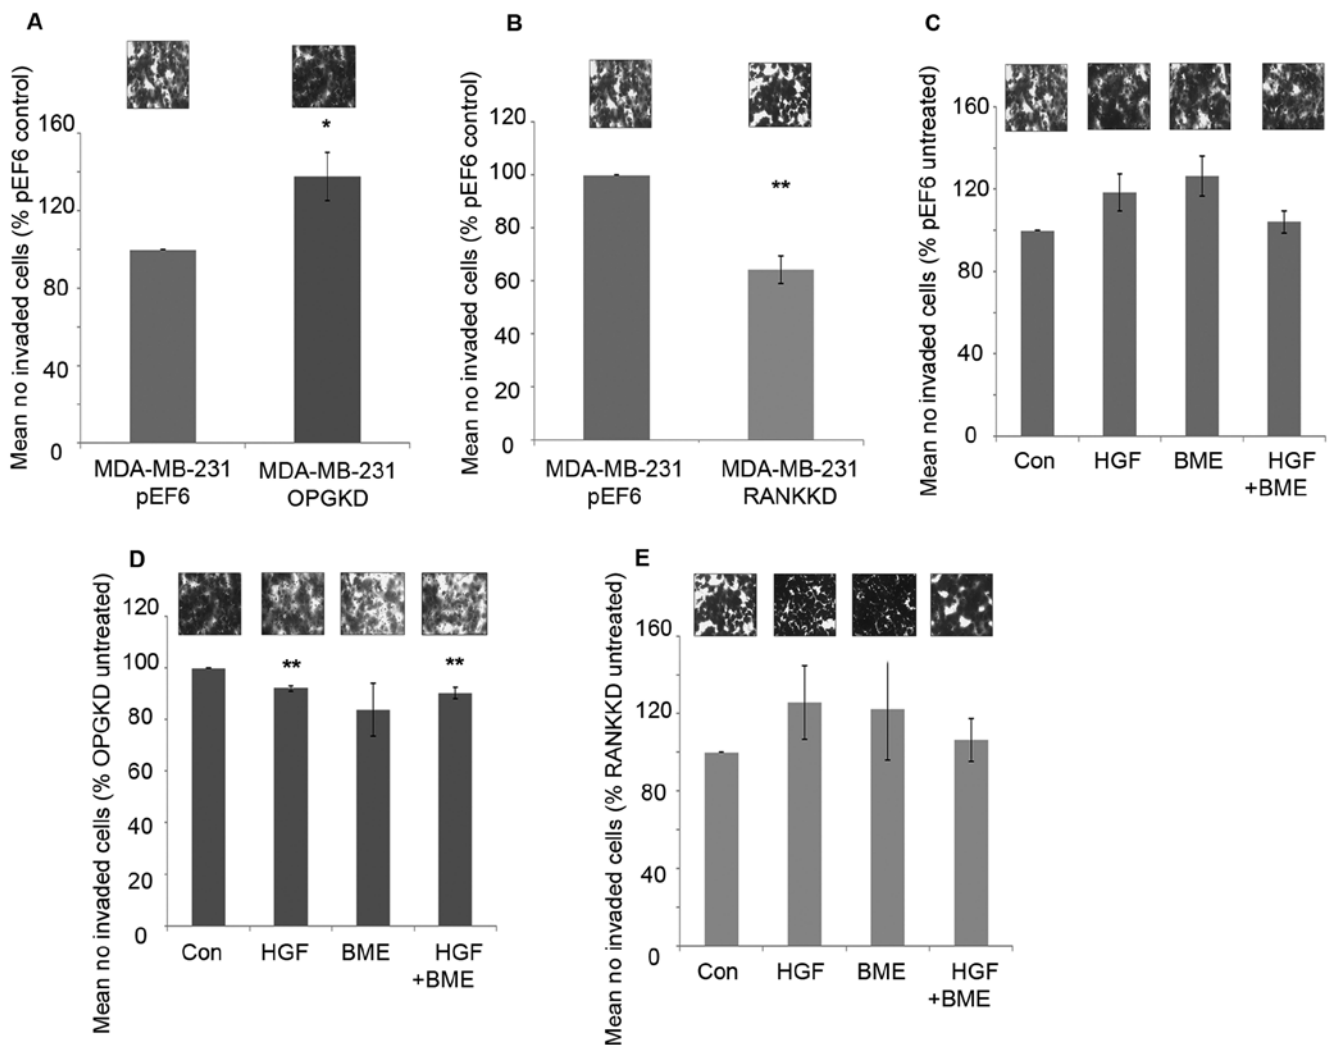 A
Mean no invaded cells (% pEF6 control)
160
120
80
40
0
*
MDA-MB-231
pEF6
MDA-MB-231
OPGKD
B
Mean no invaded cells (% pEF6 control)
120
100
80
60
40
20
0
**
MDA-MB-231
pEF6
MDA-MB-231
RANKKD
C
Mean no invaded cells (% pEF6 untreated)
160
120
80
40
0
Con
HGF
BME
HGF
+BME
D
Mean no invaded cells (% OPGKD untreated)
120
100
80
60
40
20
0
**
**
Con
HGF
BME
HGF
+BME
E
Mean no invaded cells (% RANKKD untreated)
160
120
80
40
0
Con
HGF
BME
HGF
+BME